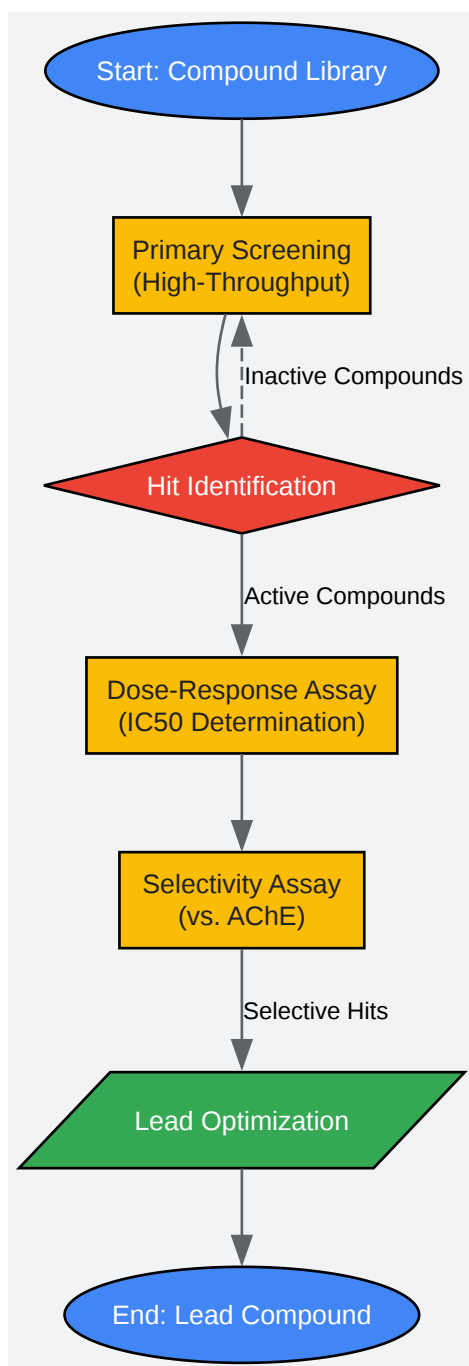 Start: Compound Library
Primary Screening
(High-Throughput)
Inactive Compounds
Hit Identification
Active Compounds
Dose-Response Assay
(IC50 Determination)
Selectivity Assay
(vs. AChE)
Selective Hits
Lead Optimization
End: Lead Compound